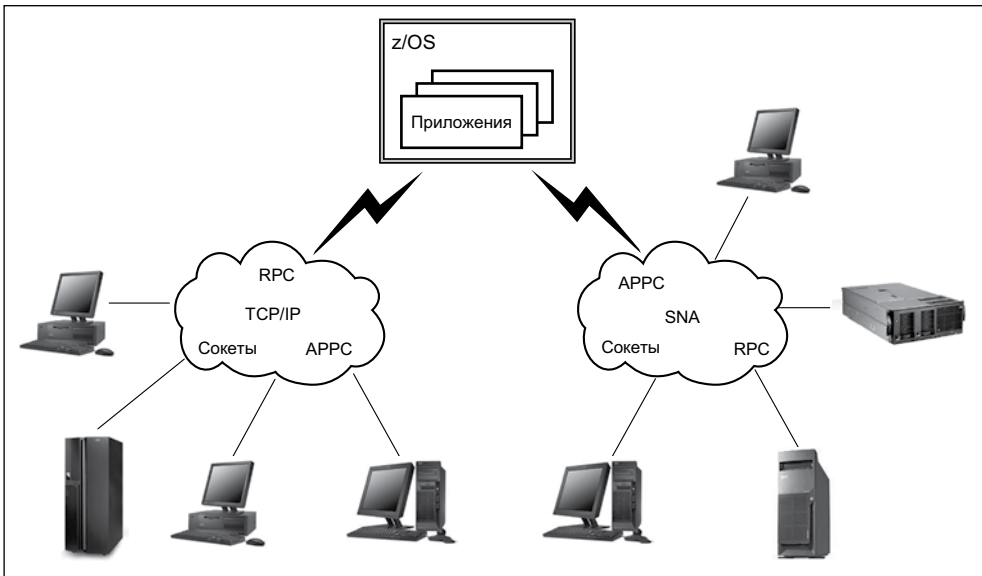 z/OS
Приложения
RPC
TCP/IP
Сокеты
APPC
APPC
SNA
Сокеты
RPC